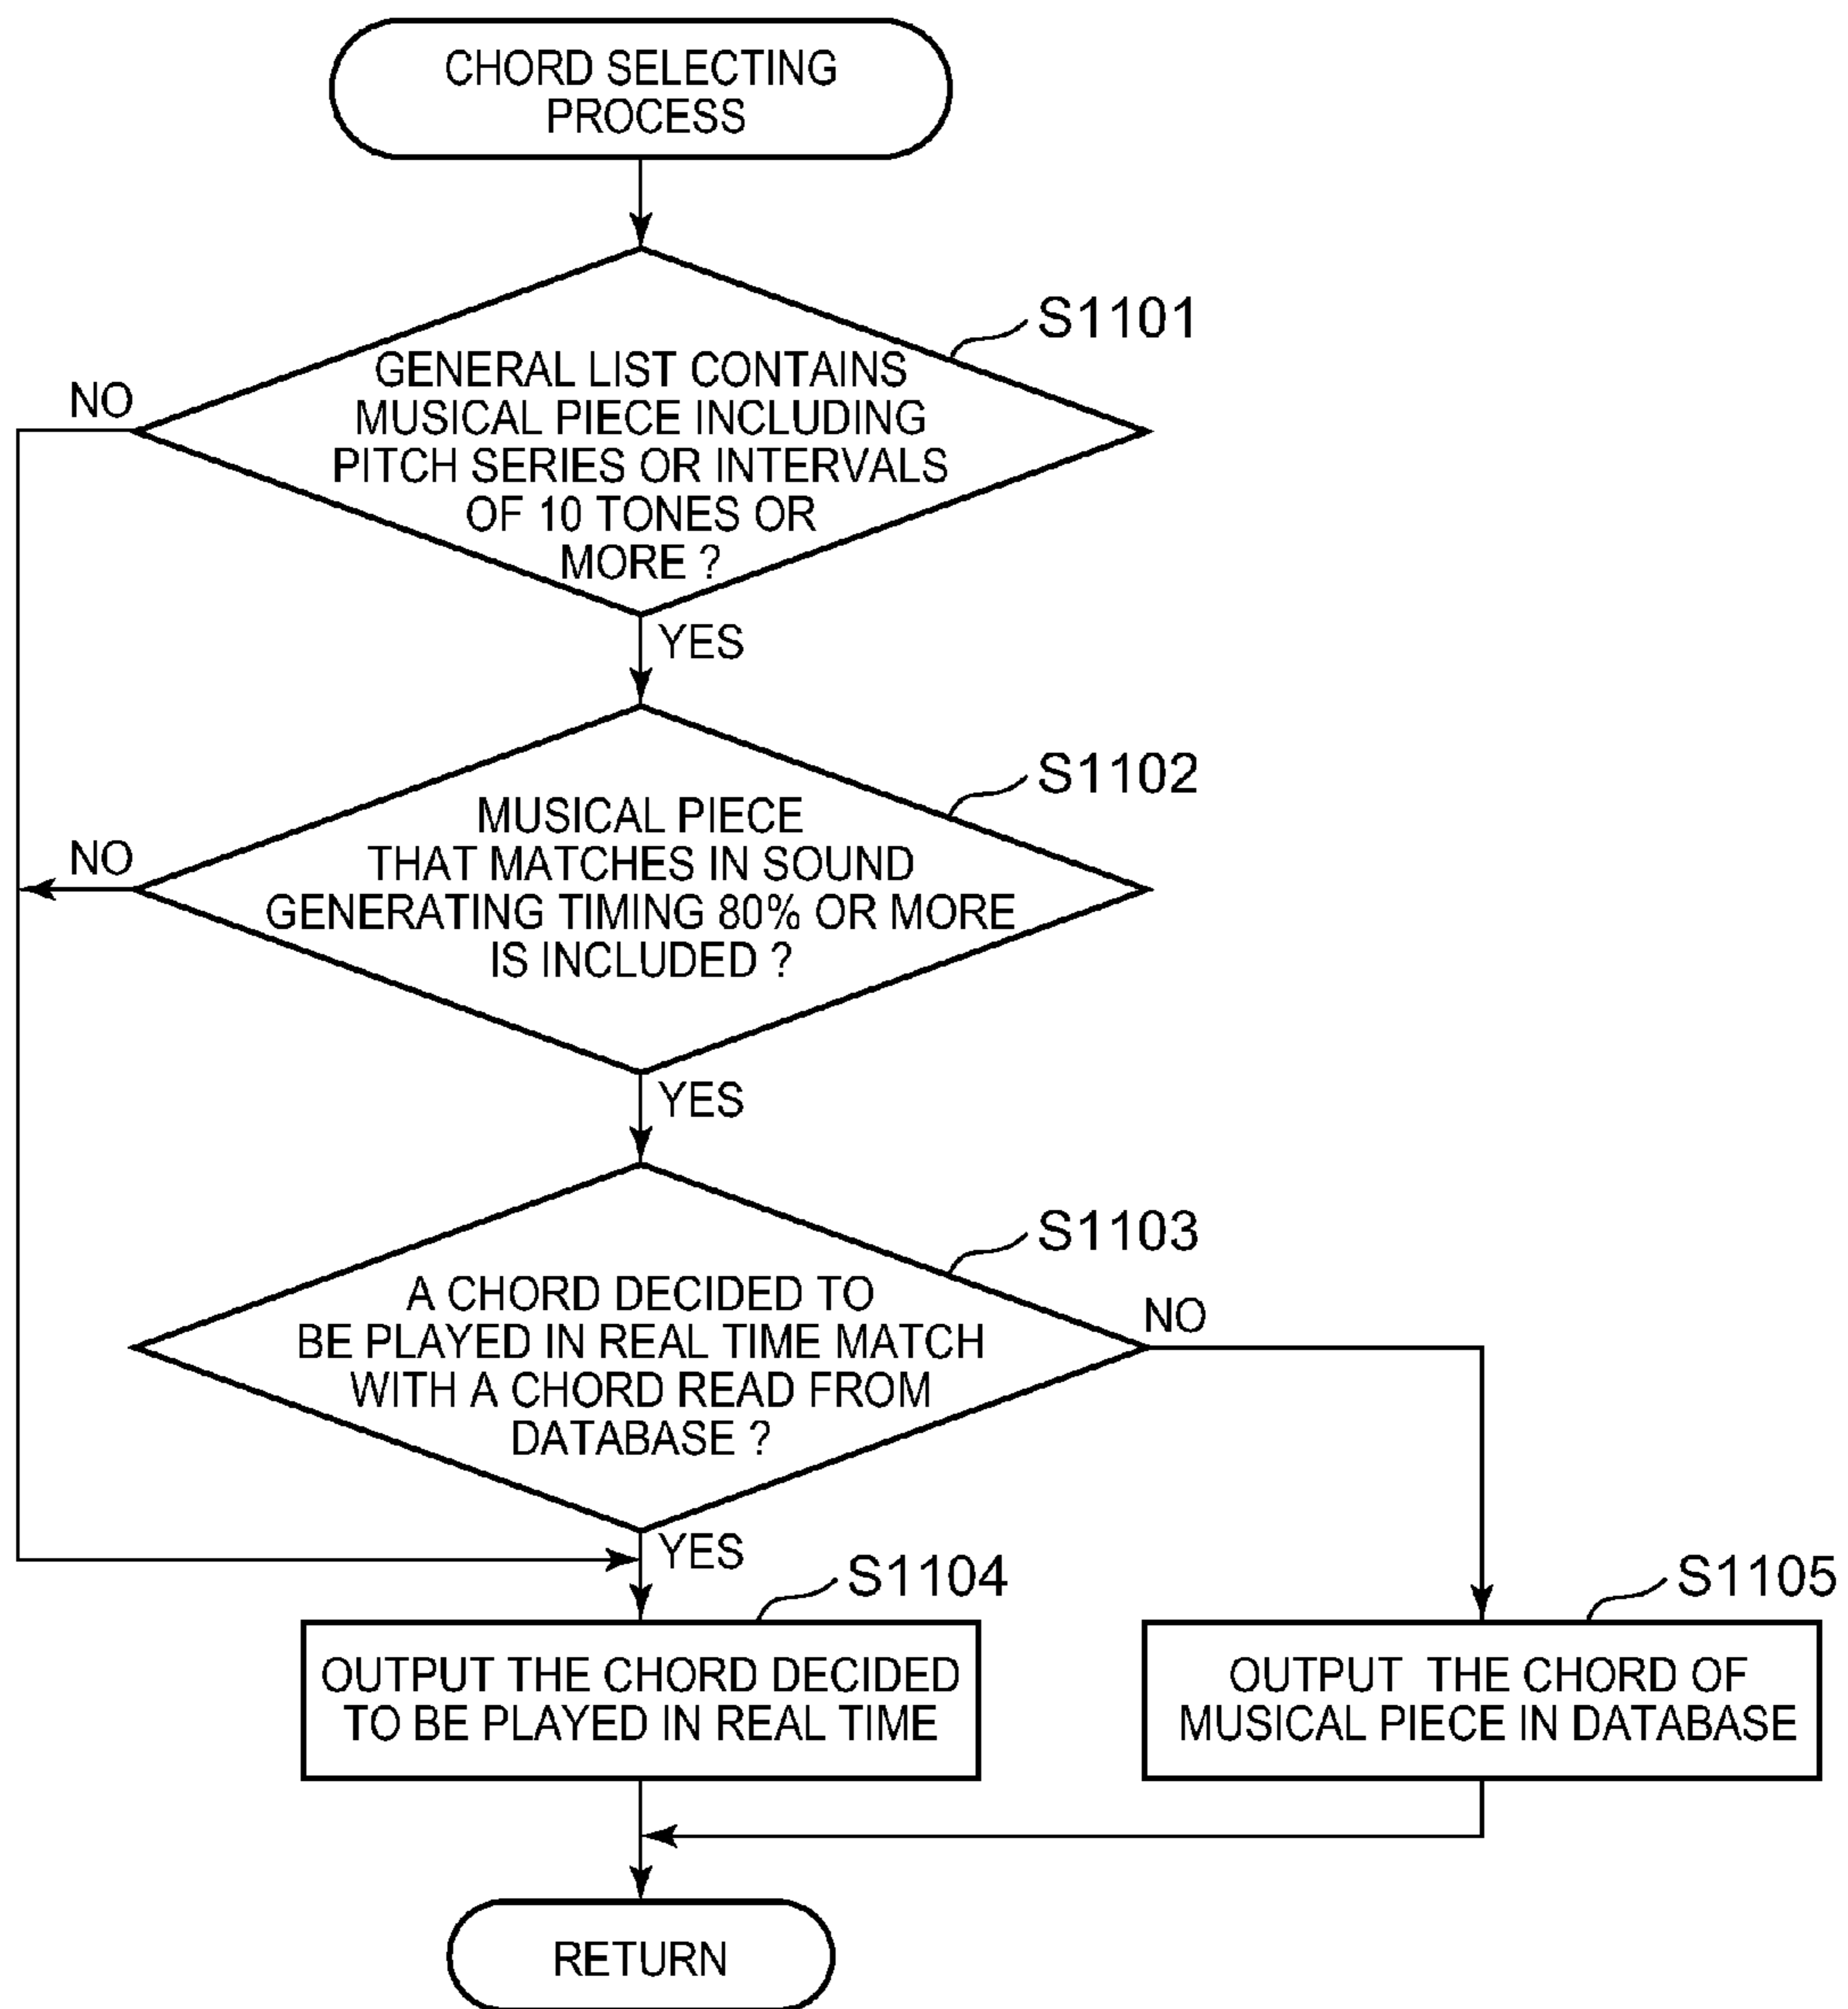 CHORD SELECTING
PROCESS
S1101
GENERAL LIST CONTAINS
MUSICAL PIECE INCLUDING
PITCH SERIES OR INTERVALS
OF 10 TONES OR
MORE ?
NO
YES
S1102
MUSICAL PIECE
THAT MATCHES IN SOUND
GENERATING TIMING 80% OR MORE
IS INCLUDED ?
NO
YES
S1103
A CHORD DECIDED TO
BE PLAYED IN REAL TIME MATCH
WITH A CHORD READ FROM
DATABASE ?
NO
YES
S1104
OUTPUT THE CHORD DECIDED
TO BE PLAYED IN REAL TIME
S1105
OUTPUT THE CHORD OF
MUSICAL PIECE IN DATABASE
RETURN